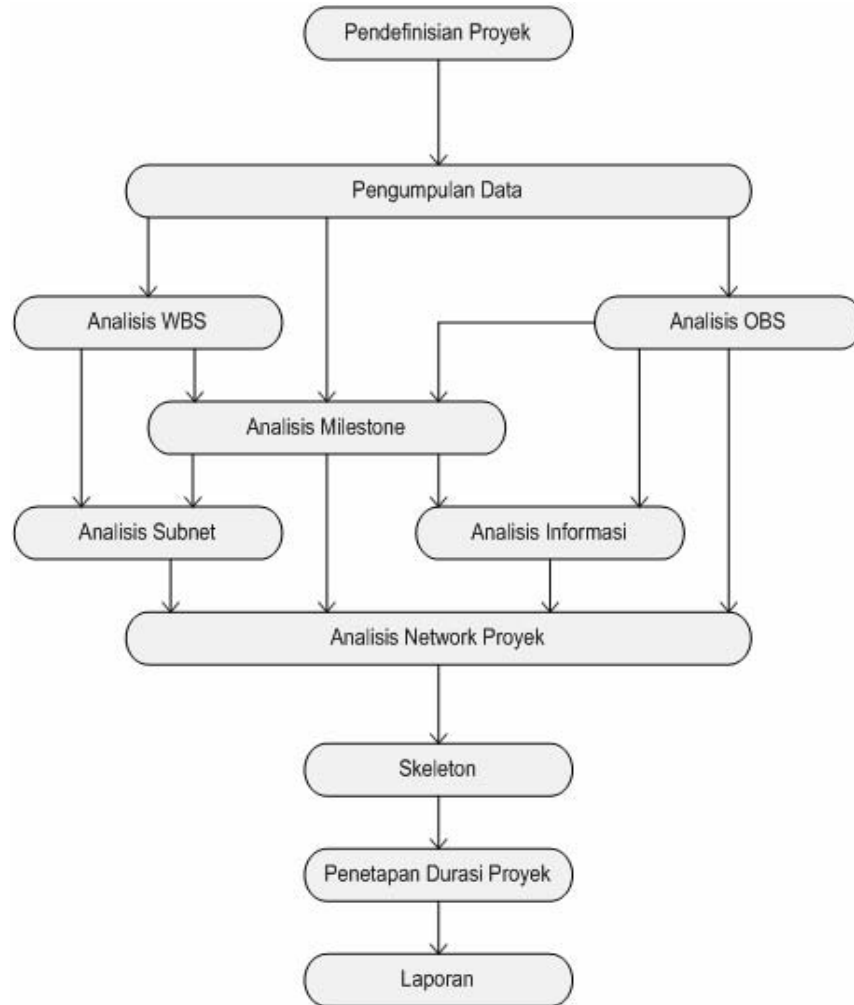 Pendefinisian Proyek
Pengumpulan Data
Analisis WBS
Analisis OBS
Analisis Milestone
Analisis Subnet
Analisis Informasi
Analisis Network Proyek
Skeleton
Penetapan Durasi Proyek
Laporan